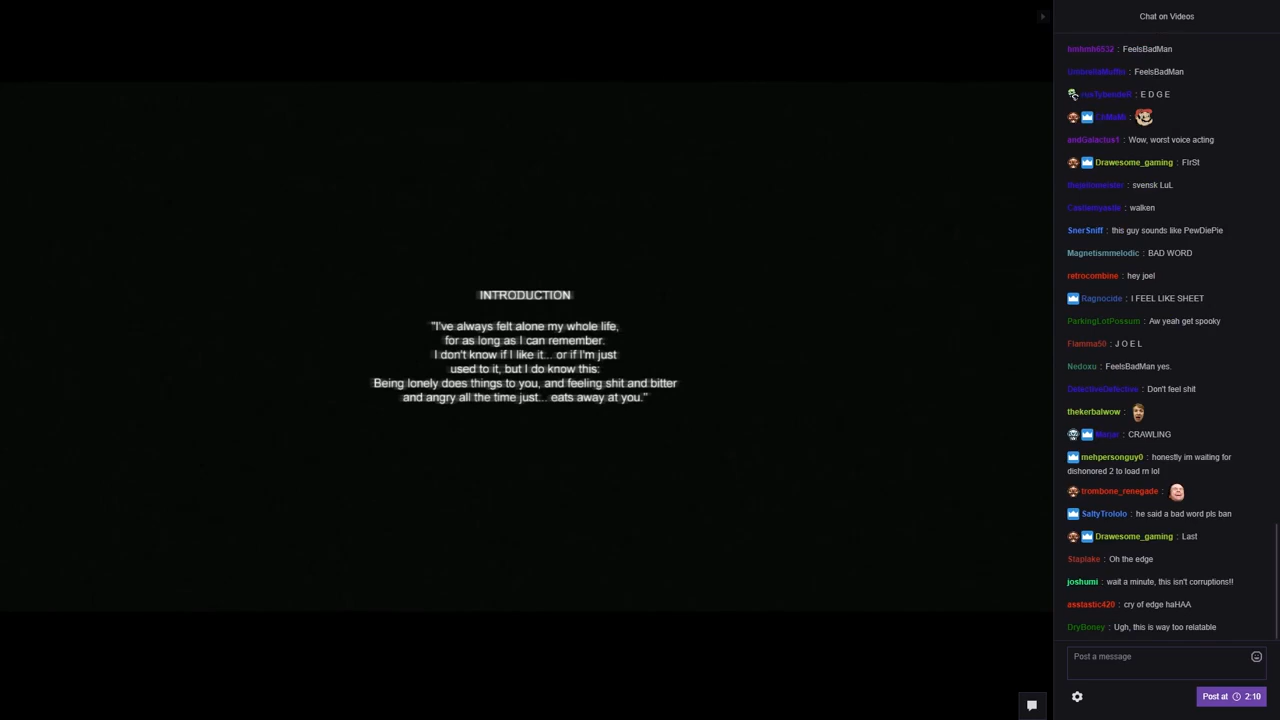 Chat on Videos
hmhmh6532 : FeelsBadMan
: FeelsBadMan
: E D G E
INTRODUCTION
"I've always felt alone my whole life,
for as long as I can remember.
I don't know if I like it... or if I'm just
used to it, but I do know this:
Being lonely does things to you, and feeling shit and bitter
and angry all the time just... eats away at you."
andGalactus1 : Wow, worst voice acting
Drawesome_gaming : FIrSt
: svensk LuL
: walken
SnerSniff : this guy sounds like PewDiePie
Magnetismmelodic : BAD WORD
retrocombine : hey joel
Ragnocide : I FEEL LIKE SHEET
ParkingLotPossum : Aw yeah get spooky
Flamma50 : J O E L
Nedoxu : FeelsBadMan yes.
DetectiveDefective : Don't feel shit
thekerbalwow :
: CRAWLING
mehpersonguy0 : honestly im waiting for
dishonored 2 to load rn lol
trombone_renegade :
SaltyTrololo : he said a bad word pls ban
Drawesome_gaming : Last
Slaplake : Oh the edge
joshumi : wait a minute, this isn't corruptions!!
asstastic420 : cry of edge haHAA
DryBoney : Ugh, this is way too relatable
Post a message
Post at 2:10